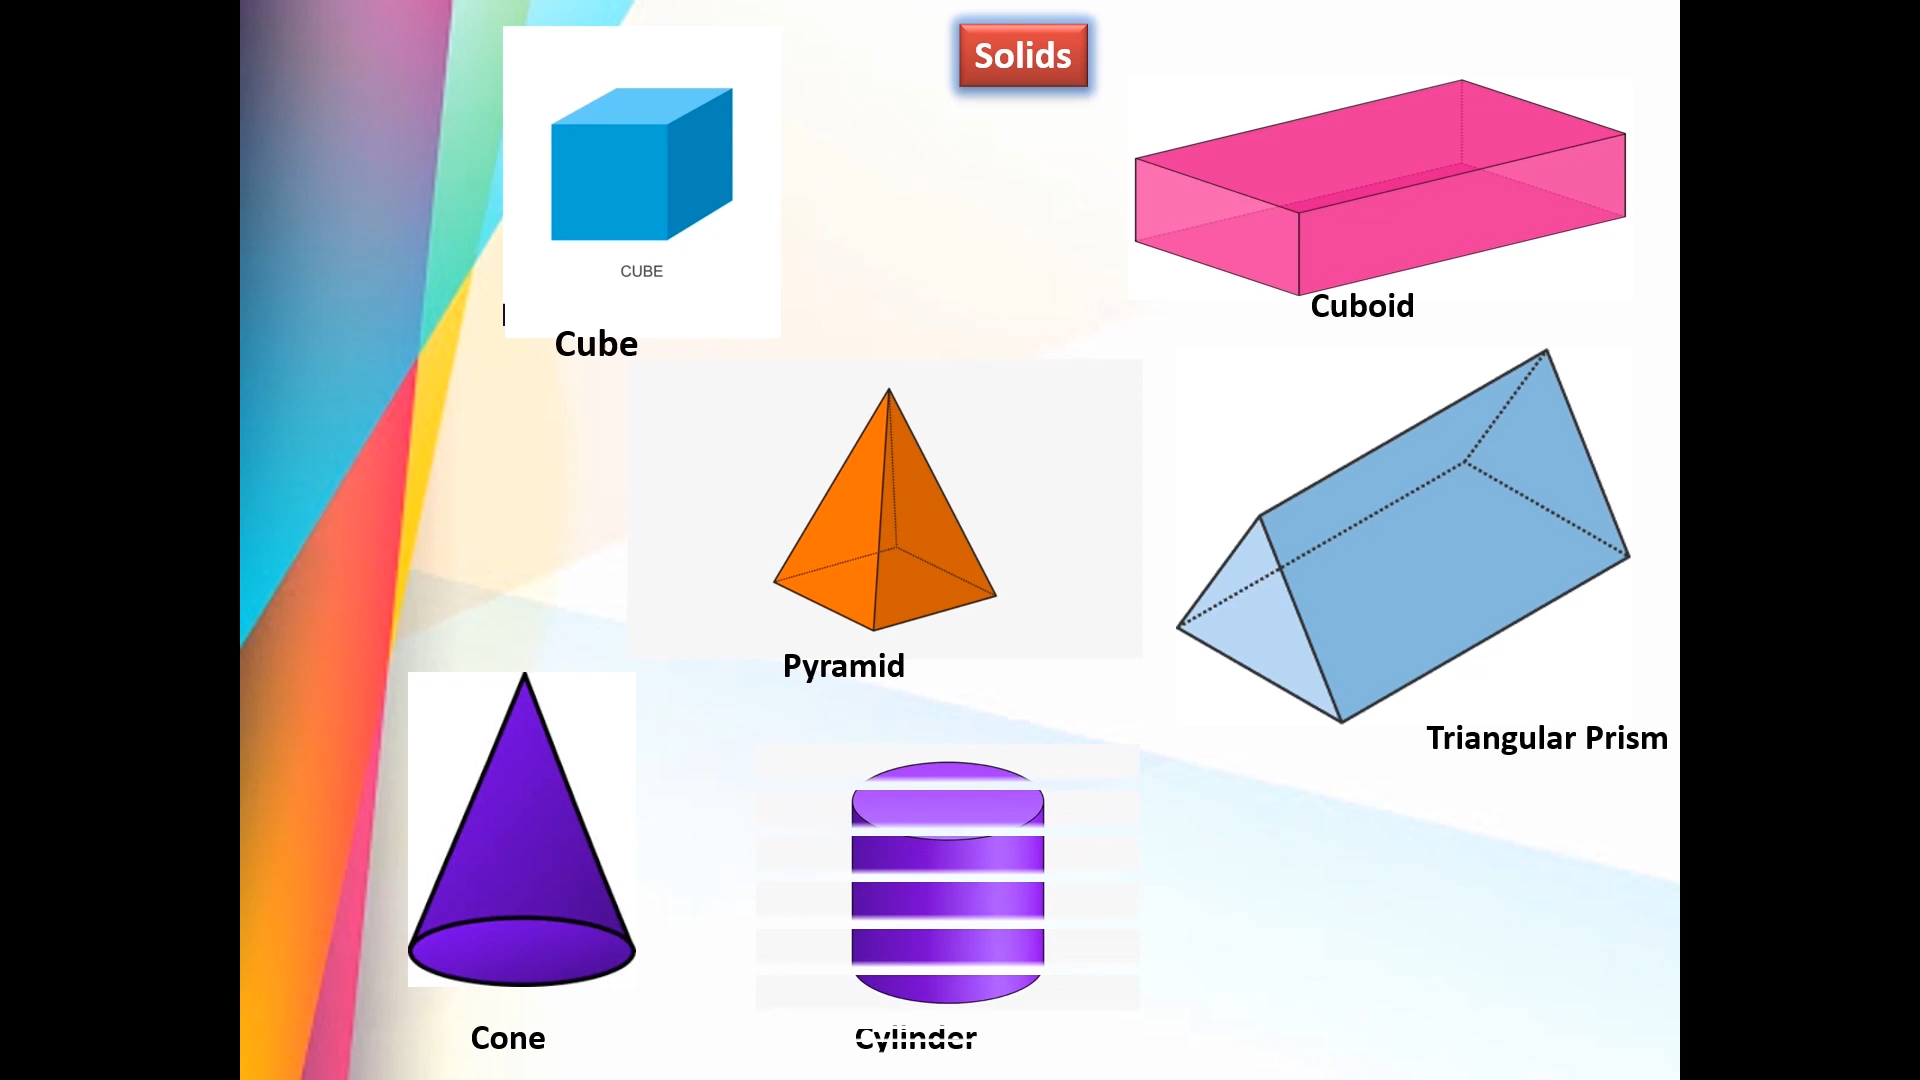 Solids
CUBE
Cube
Cuboid
Pyramid
Triangular Prism
Cone
Cylinder